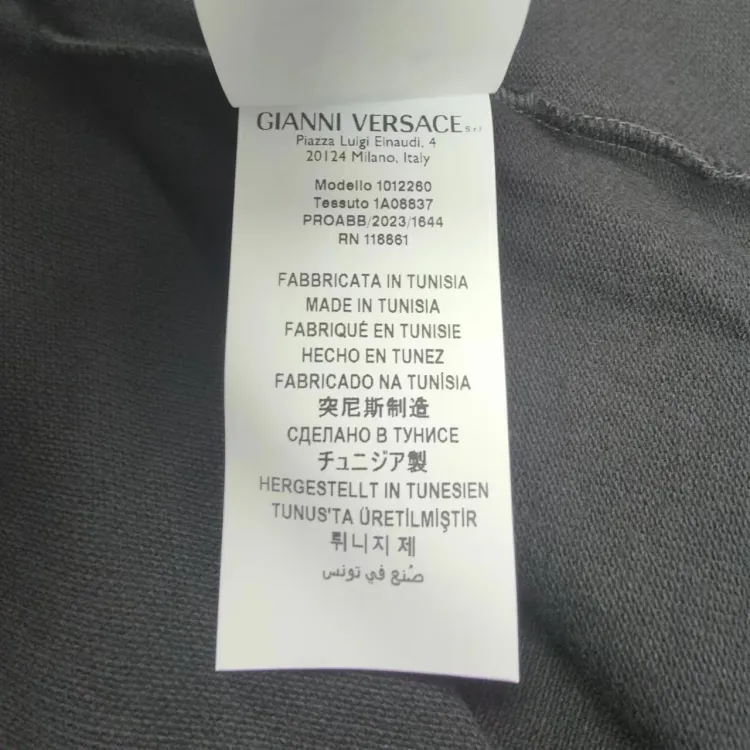 GIANNI VERSACE S.r.l
Piazza Luigi Einaudi, 4
20124 Milano, Italy
Modello 1012260
Tessuto 1A08837
PROABB/2023/1644
RN 118861
FABBRICATA IN TUNISIA
MADE IN TUNISIA
FABRIQUÉ EN TUNISIE
HECHO EN TUNEZ
FABRICADO NA TUNÍSIA
突尼斯制造
СДЕЛАНО В ТУНИСЕ
チュニジア製
HERGESTELLT IN TUNESIEN
TUNUS'TA ÜRETİLMİŞTİR
튀니지 제
صُنع في تونس